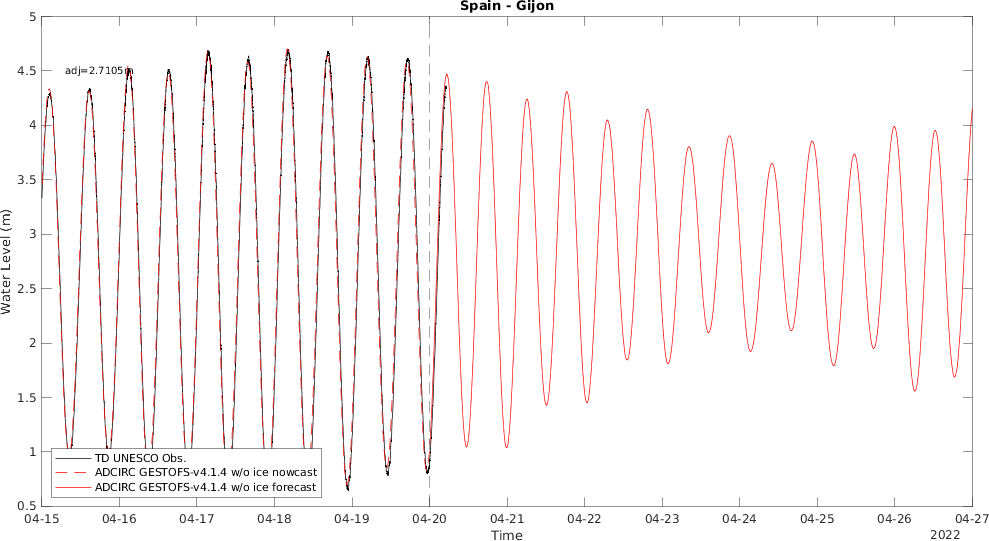 Spain - Gijon
5
adj=2.7105m
4.5
4
3.5
3
2.5
2
1.5
1
0.5
Water Level (m)
TD UNESCO Obs.
ADCIRC GESTOFS-v4.1.4 w/o ice nowcast
ADCIRC GESTOFS-v4.1.4 w/o ice forecast
04-15 04-16 04-17 04-18 04-19 04-20 04-21 04-22 04-23 04-24 04-25 04-26 04-27
Time
2022